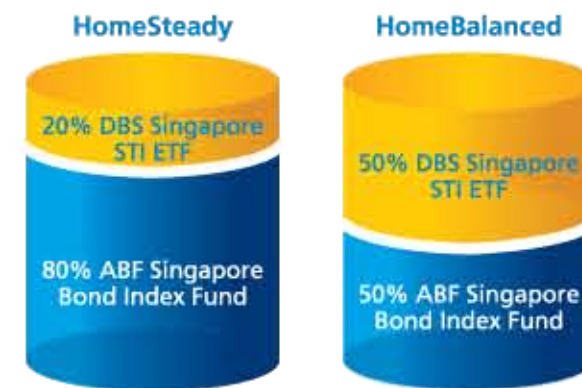 HomeSteady
20% DBS Singapore
STI ETF
80% ABF Singapore
Bond Index Fund
HomeBalanced
50% DBS Singapore
STI ETF
50% ABF Singapore
Bond Index Fund